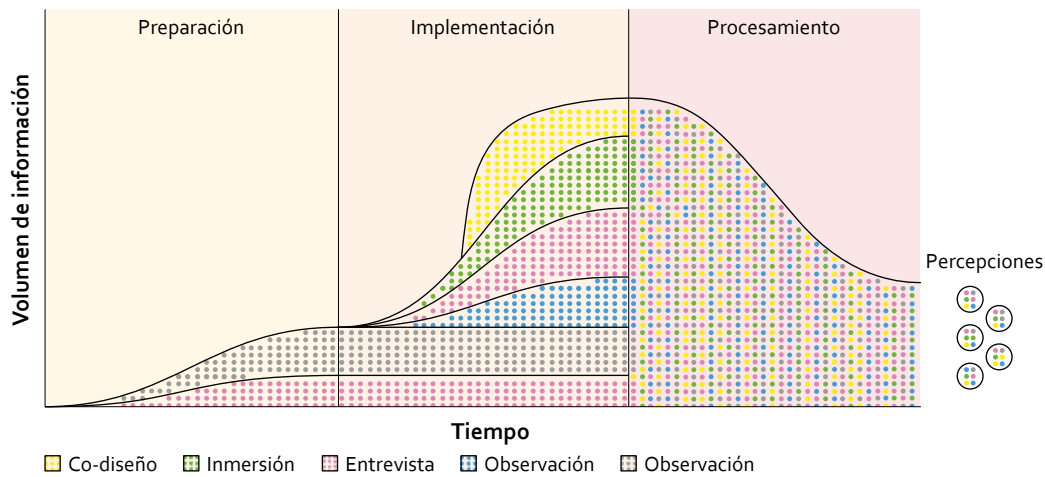 Preparación
Implementación
Procesamiento
Volumen de información
Percepciones
Tiempo
Co-diseño
Inmersión
Entrevista
Observación
Observación